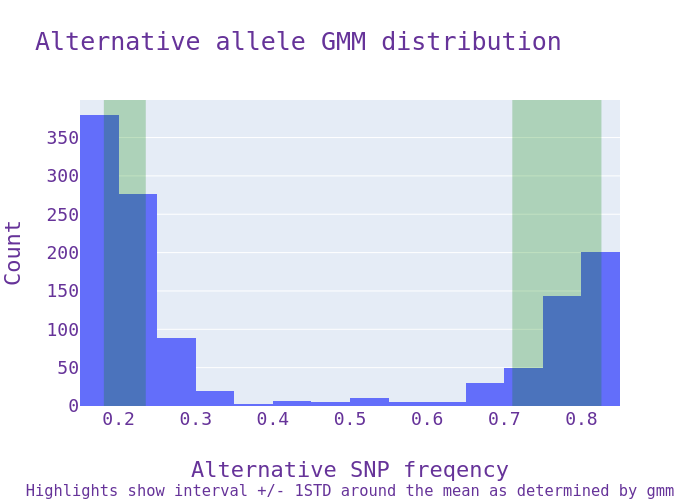 Alternative allele GMM distribution
350
300
250
200
150
100
50
0
Count
0.2 0.3 0.4 0.5 0.6 0.7 0.8
Alternative SNP freqency
Highlights show interval +/- 1STD around the mean as determined by gmm